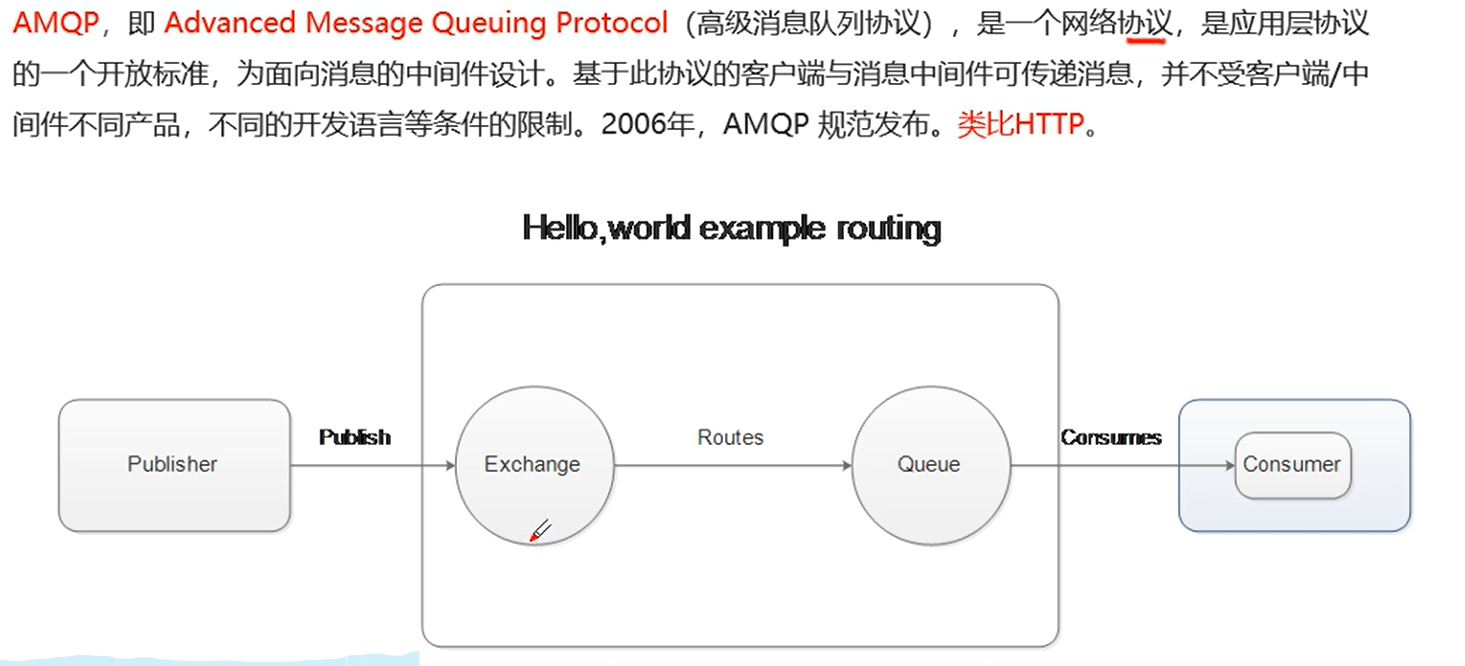 AMQP，即 Advanced Message Queuing Protocol（高级消息队列协议），是一个网络协议，是应用层协议
的一个开放标准，为面向消息的中间件设计。基于此协议的客户端与消息中间件可传递消息，并不受客户端/中
间件不同产品，不同的开发语言等条件的限制。2006年，AMQP 规范发布。类比HTTP。
Hello,world example routing
Publisher
Publish
Exchange
Routes
Queue
Consumes
Consumer